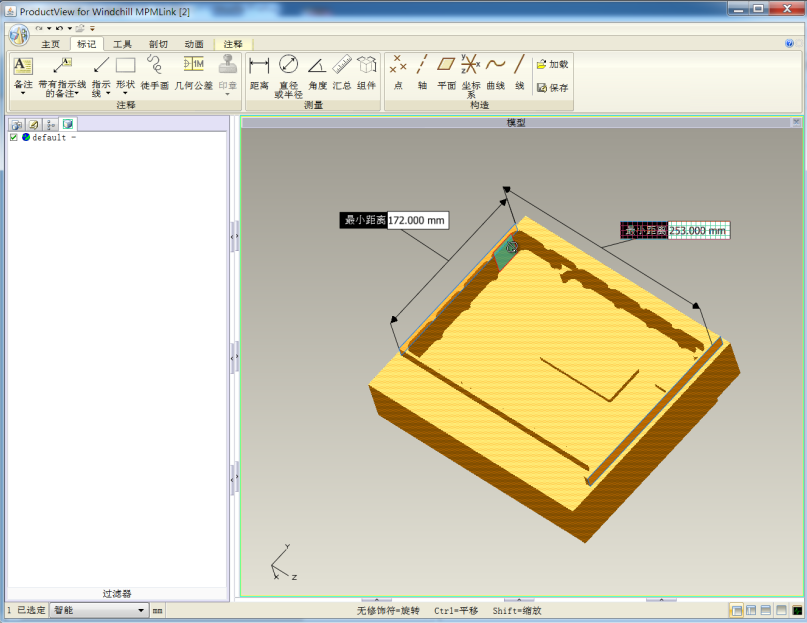 ProductView for Windchill MPMLink [2]
主页 标记 工具 剖切 动画 注释
备注 带有指示线的备注 指示线 形状 徒手画 几何公差 印章
注释
距离 直径或半径 角度 汇总 组件
测量
点 轴 平面 坐标系 曲线 线
加载
保存
构造
default -
模型
最小距离 172.000 mm
最小距离 253.000 mm
Y
X
Z
过滤器
1 已选定 智能 mm
无修饰符=旋转 Ctrl=平移 Shift=缩放